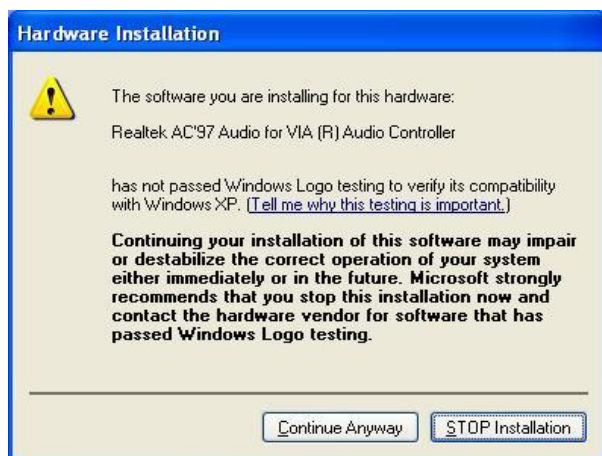 Hardware Installation
The software you are installing for this hardware:
Realtek AC'97 Audio for VIA (R) Audio Controller
has not passed Windows Logo testing to verify its compatibility
with Windows XP. (Tell me why this testing is important.)
Continuing your installation of this software may impair
or destabilize the correct operation of your system
either immediately or in the future. Microsoft strongly
recommends that you stop this installation now and
contact the hardware vendor for software that has
passed Windows Logo testing.
Continue Anyway
STOP Installation